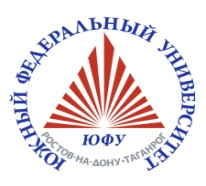 ЮЖНЫЙ ФЕДЕРАЛЬНЫЙ УНИВЕРСИТЕТ
ЮФУ
РОСТОВ-НА-ДОНУ·ТАГАНРОГ